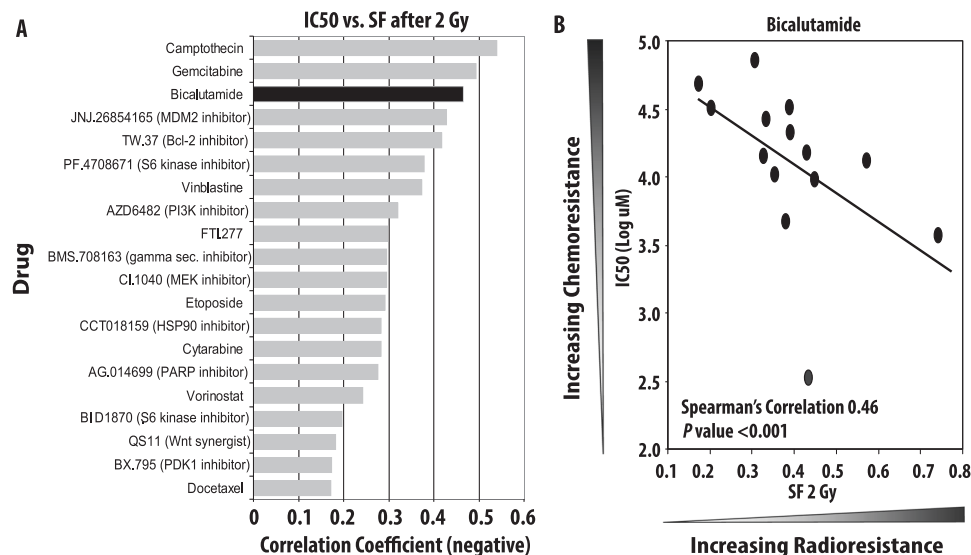 A
IC50 vs. SF after 2 Gy
Drug
Camptothecin
Gemcitabine
Bicalutamide
JNJ.26854165 (MDM2 inhibitor)
TW.37 (Bcl-2 inhibitor)
PF.4708671 (S6 kinase inhibitor)
Vinblastine
AZD6482 (PI3K inhibitor)
FTI.277
BMS.708163 (gamma sec. inhibitor)
CI.1040 (MEK inhibitor)
Etoposide
CCT018159 (HSP90 inhibitor)
Cytarabine
AG.014699 (PARP inhibitor)
Vorinostat
BID1870 (S6 kinase inhibitor)
QS11 (Wnt synergist)
BX.795 (PDK1 inhibitor)
Docetaxel
0 0.1 0.2 0.3 0.4 0.5 0.6
Correlation Coefficient (negative)
B
Bicalutamide
Increasing Chemoresistance
IC50 (Log uM)
5.0
4.5
4.0
3.5
3.0
2.5
2.0
Spearman's Correlation 0.46
P value <0.001
0.1 0.2 0.3 0.4 0.5 0.6 0.7 0.8
SF 2 Gy
Increasing Radioresistance